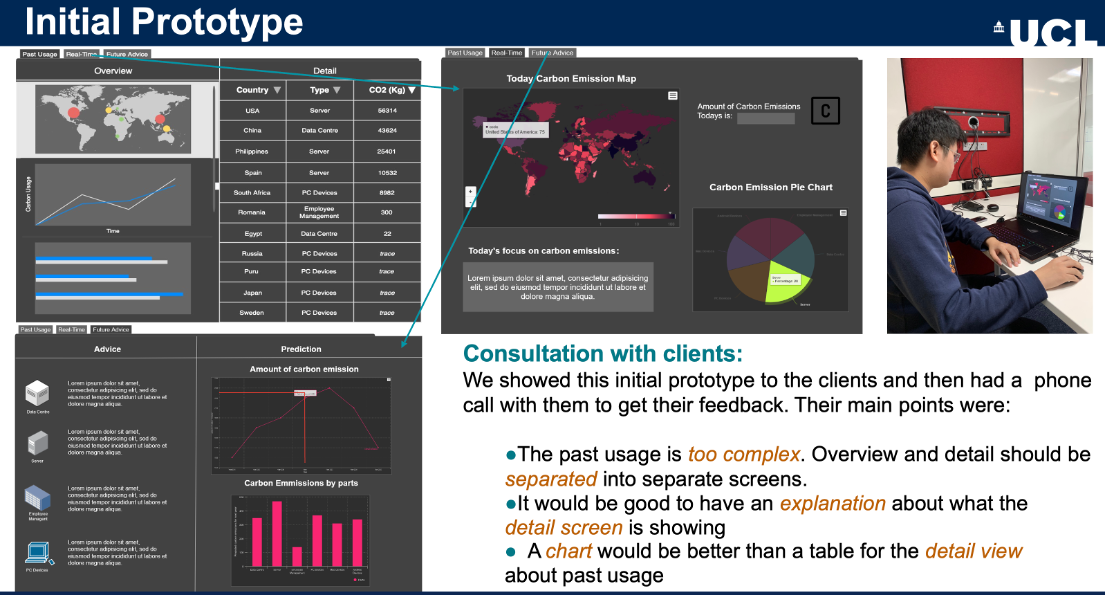 Initial Prototype
UCL
Past Usage Real-Time Future Advice
Overview
Detail
Country Type CO2 (Kg)
USA Server 56314
China Data Centre 43624
Philippines Server 25401
Spain Server 10532
South Africa PC Devices 8982
Romania Employee Management 300
Egypt Data Centre 22
Russia PC Devices trace
Puru PC Devices trace
Japan PC Devices trace
Sweden PC Devices trace
Carbon Usage
Time
Past Usage Real-Time Future Advice
Today Carbon Emission Map
United States of America, 75
+
-
Amount of Carbon Emissions
Todays is:
C
Carbon Emission Pie Chart
Today's focus on carbon emissions:
Lorem ipsum dolor sit amet, consectetur adipisicing
elit, sed do eiusmod tempor incididunt ut labore et
dolore magna aliqua.
Past Usage Real-Time Future Advice
Advice
Prediction
Lorem ipsum dolor sit amet,
consectetur adipisicing elit, sed do
eiusmod tempor incididunt ut labore et
dolore magna aliquat.
Data Centre
Lorem ipsum dolor sit amet,
consectetur adipisicing elit, sed do
eiusmod tempor incididunt ut labore et
dolore magna aliqua.
Server
Lorem ipsum dolor sit amet,
consectetur adipisicing elit, sed do
eiusmod tempor incididunt ut labore et
dolore magna aliqua.
Employee
Lorem ipsum dolor sit amet,
consectetur adipisicing elit, sed do
eiusmod tempor incididunt ut labore et
dolore magna aliqua.
PC Devices
Amount of carbon emission
Carben Emmissions by parts
Consultation with clients:
We showed this initial prototype to the clients and then had a phone
call with them to get their feedback. Their main points were:
●The past usage is too complex. Overview and detail should be
separated into separate screens.
●It would be good to have an explanation about what the
detail screen is showing
● A chart would be better than a table for the detail view
about past usage